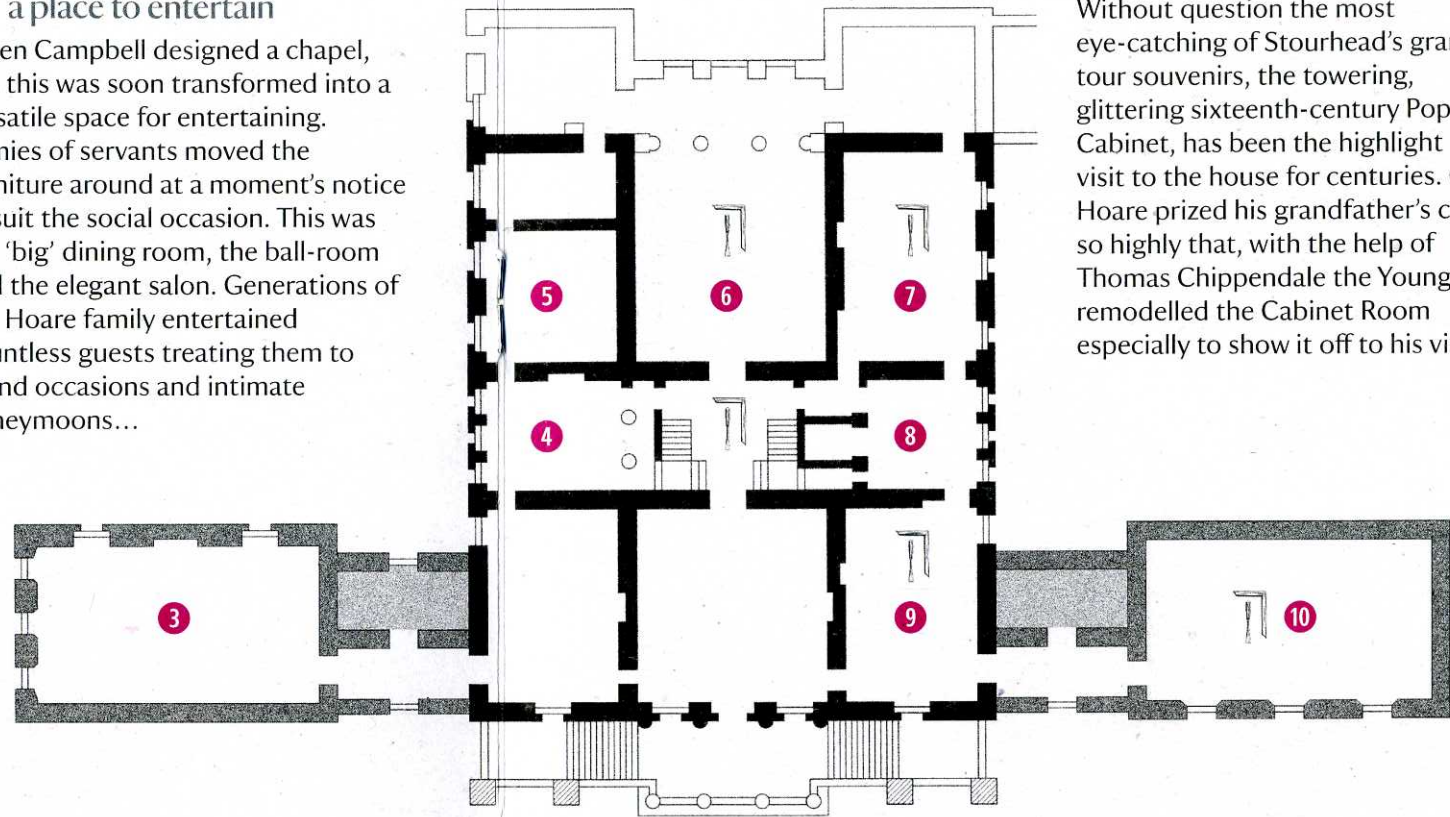 a place to entertain
en Campbell designed a chapel,
this was soon transformed into a
satile space for entertaining.
nies of servants moved the
niture around at a moment's notice
suit the social occasion. This was
'big' dining room, the ball-room
the elegant salon. Generations of
Hoare family entertained
untless guests treating them to
nd occasions and intimate
neymoons…
Without question the most
eye-catching of Stourhead's gran
tour souvenirs, the towering,
glittering sixteenth-century Pop
Cabinet, has been the highlight
visit to the house for centuries.
Hoare prized his grandfather's c
so highly that, with the help of
Thomas Chippendale the Young
remodelled the Cabinet Room
especially to show it off to his vi
5
6
7
4
8
3
9
10